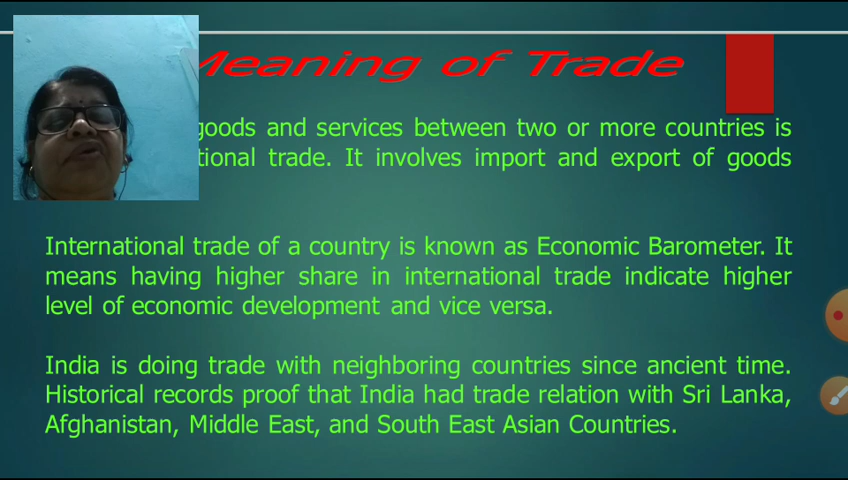 Meaning of Trade
goods and services between two or more countries is
tional trade. It involves import and export of goods
International trade of a country is known as Economic Barometer. It
means having higher share in international trade indicate higher
level of economic development and vice versa.
India is doing trade with neighboring countries since ancient time.
Historical records proof that India had trade relation with Sri Lanka,
Afghanistan, Middle East, and South East Asian Countries.